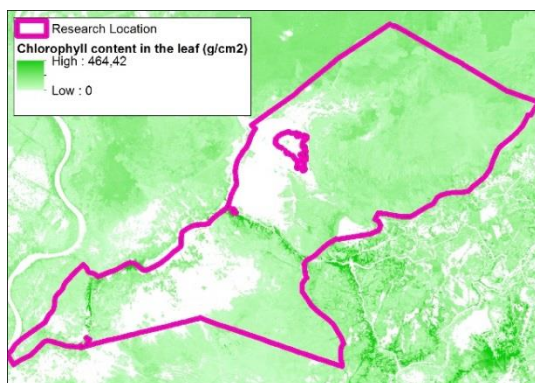 Research Location
Chlorophyll content in the leaf (g/cm2)
High : 464,42
Low : 0